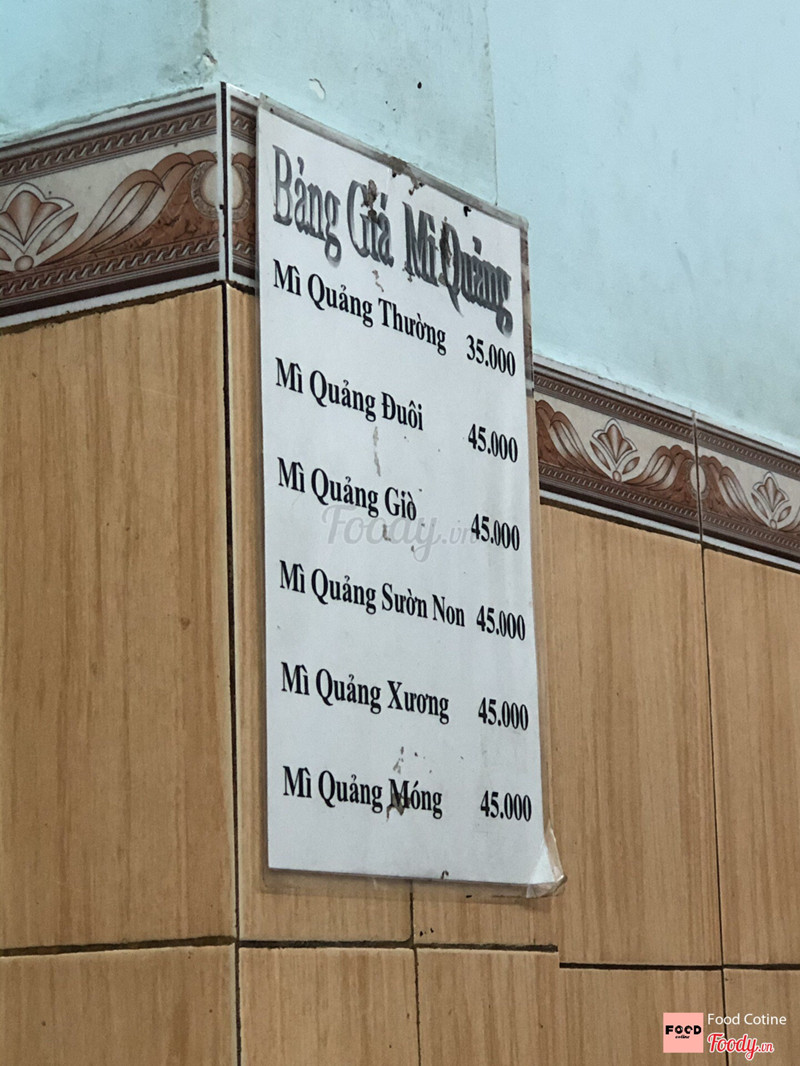 Bảng Giá Mì Quảng
Mì Quảng Thường 35.000
Mì Quảng Đuôi 45.000
Mì Quảng Giò 45.000
Mì Quảng Sườn Non 45.000
Mì Quảng Xương 45.000
Mì Quảng Móng 45.000
Foody.vn
FOOD
cotine
Food Cotine
Foody.vn